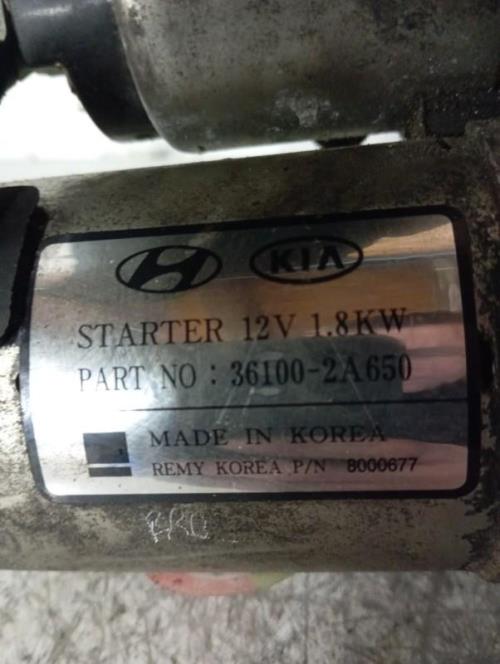 KIA
STARTER 12V 1.8KW
PART NO : 36100-2A650
MADE IN KOREA
REMY KOREA P/N 8000677